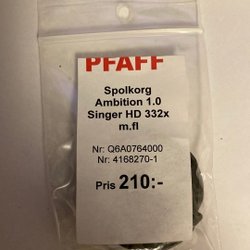 PFAFF
Spolkorg
Ambition 1.0
Singer HD 332x
m.fl
Nr: Q6A0764000
Nr: 4168270-1
Pris 210:-